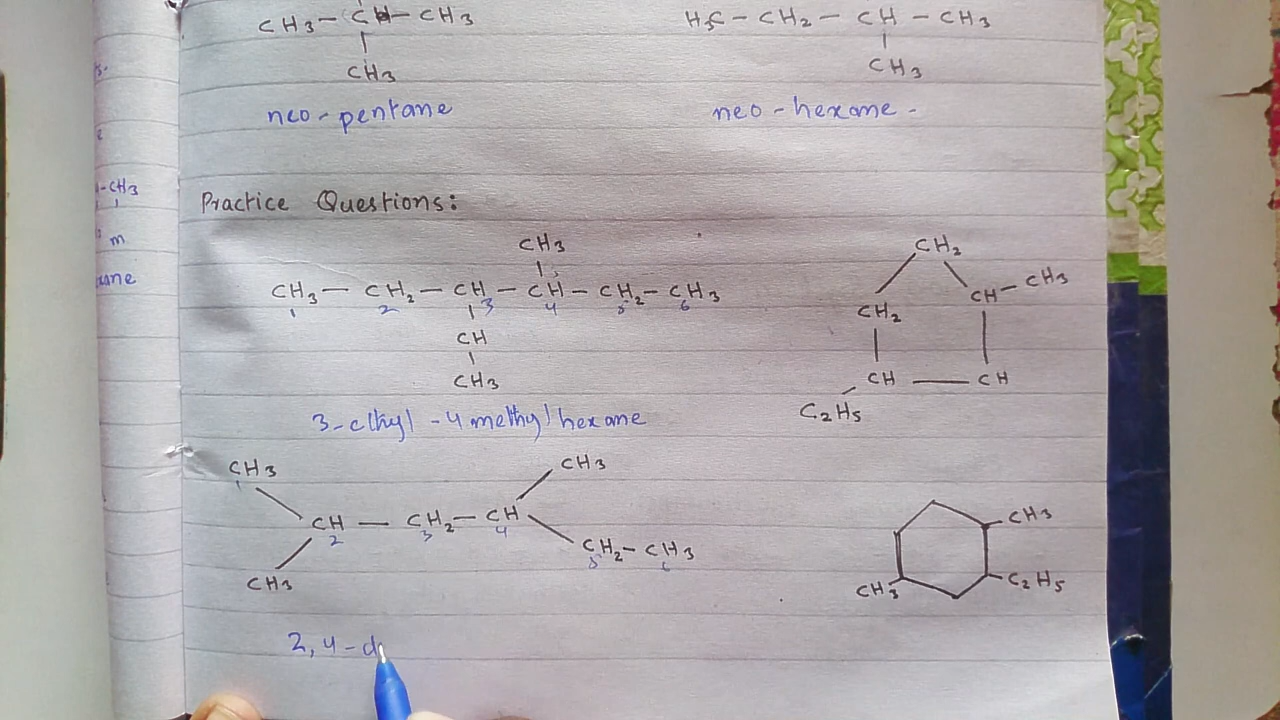 CH3 - CH - CH3
CH3
neo - pentane
H3C - CH2 - CH - CH3
CH3
neo - hexane -
-CH3
m
ane
Practice Questions:
CH3
CH3 - CH2 - CH - CH - CH2 - CH3
1 2 3 4 5 6
CH
CH3
3-ethyl - 4 methyl hexane
CH2
CH2 CH - CH3
CH - CH
C2H5
CH3 CH3
1
CH - CH2 - CH
2 3 4
CH3 CH2 - CH3
5 6
2, 4 - d
CH3
CH3 C2H5